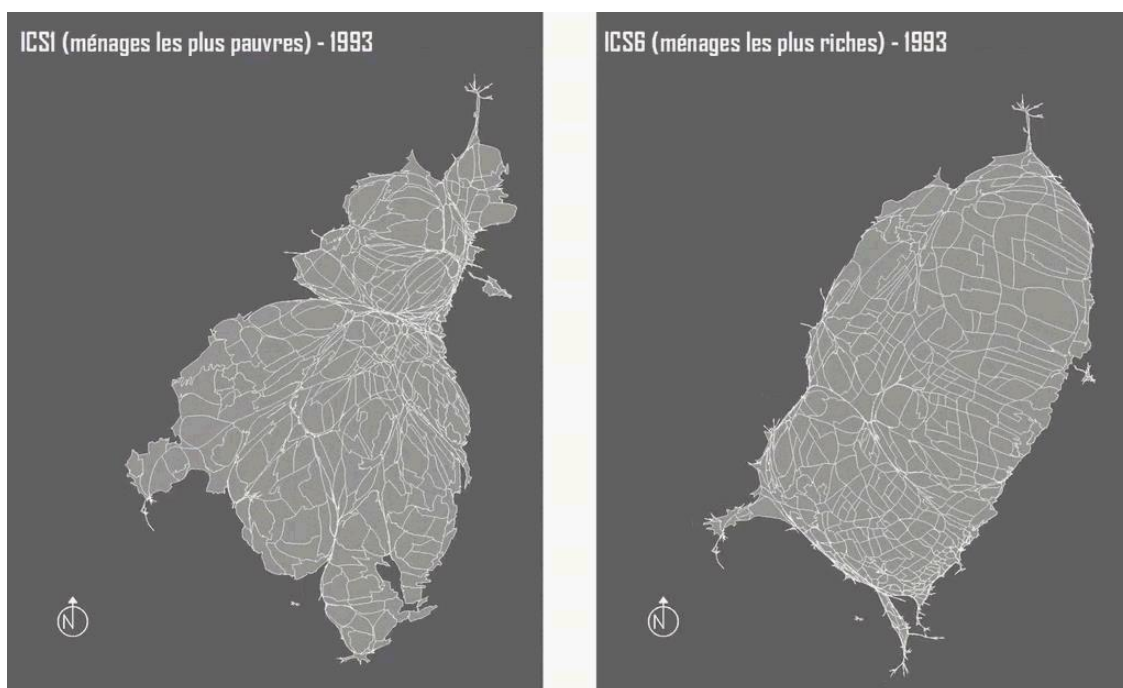 ICS1 (ménages les plus pauvres) - 1993
ICS6 (ménages les plus riches) - 1993
N
N